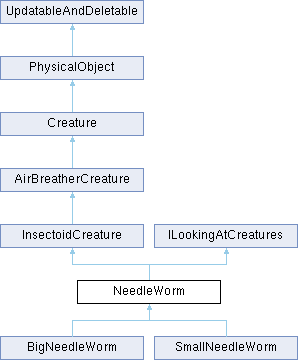 UpdatableAndDeletable
PhysicalObject
Creature
AirBreatherCreature
InsectoidCreature
ILookingAtCreatures
NeedleWorm
BigNeedleWorm
SmallNeedleWorm